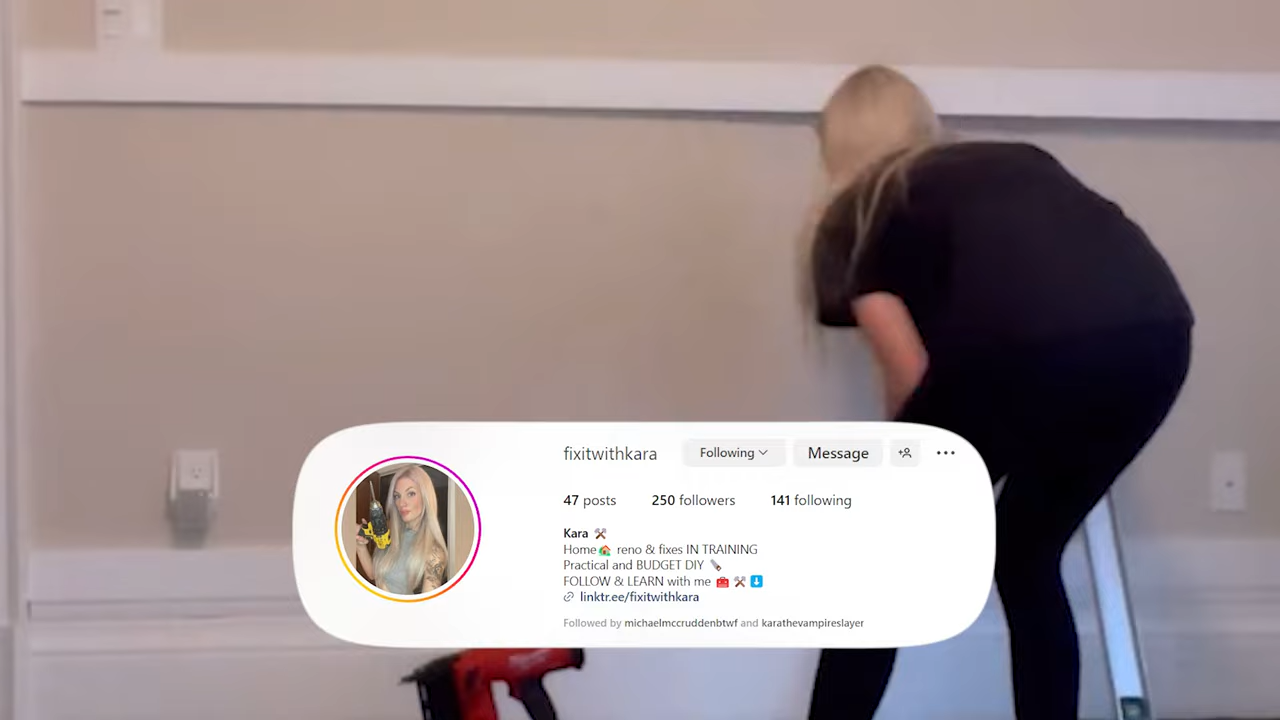 fixitwithkara Following Message
47 posts 250 followers 141 following
Kara ⚒️
Home🏡 reno & fixes IN TRAINING
Practical and BUDGET DIY 🪚
FOLLOW & LEARN with me 🧰 ⚒️ ⬇️
linktr.ee/fixitwithkara
Followed by michaelmccruddenbtwf and karathevampireslayer